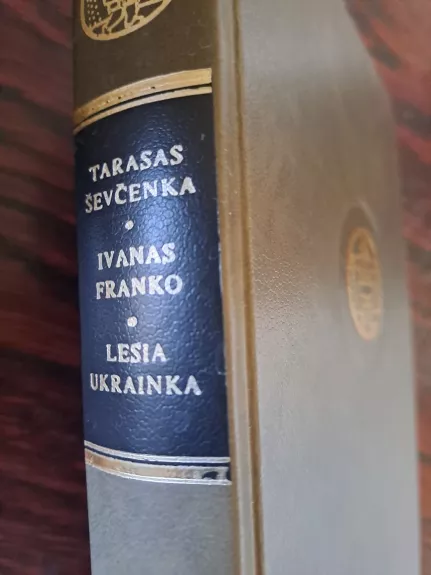 TARASAS
ŠEVČENKA
•
IVANAS
FRANKO
•
LESIA
UKRAINKA